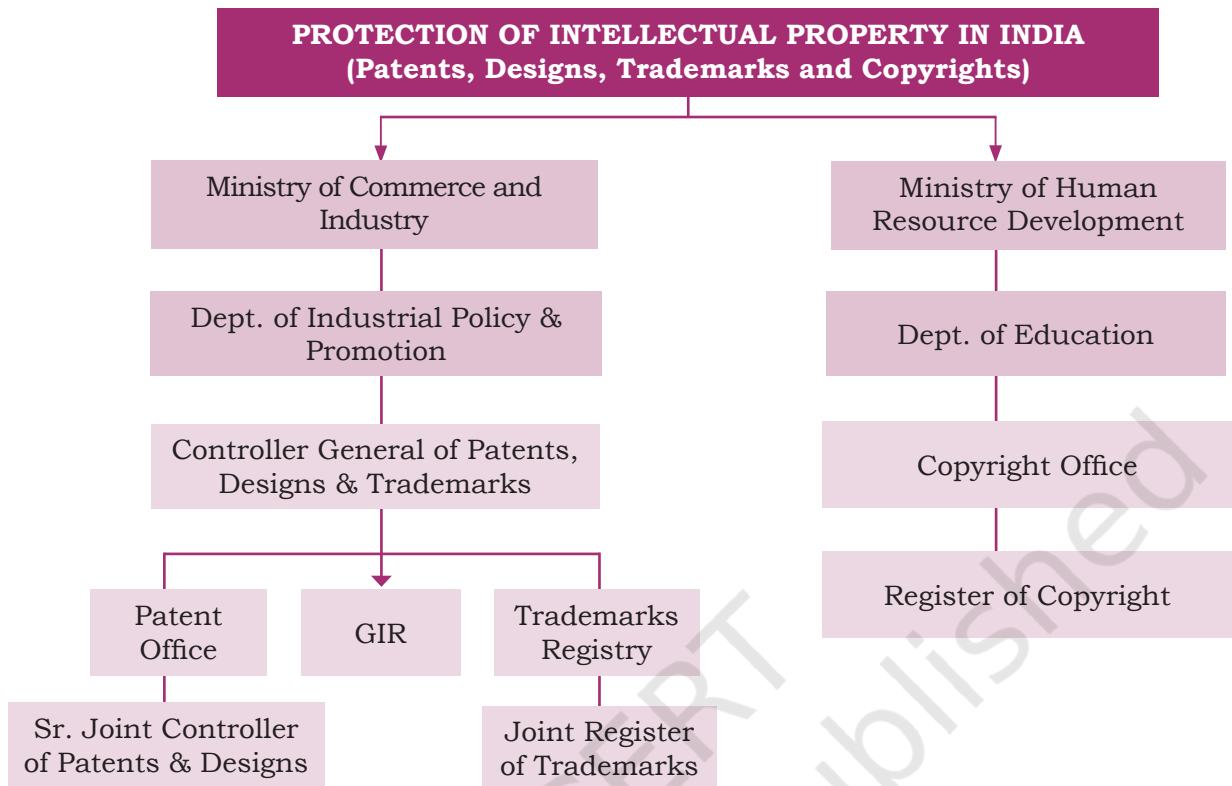 PROTECTION OF INTELLECTUAL PROPERTY IN INDIA
(Patents, Designs, Trademarks and Copyrights)
Ministry of Commerce and
Industry
Ministry of Human
Resource Development
Dept. of Industrial Policy &
Promotion
Dept. of Education
Controller General of Patents,
Designs & Trademarks
Copyright Office
Patent
Office
GIR
Trademarks
Registry
Register of Copyright
Sr. Joint Controller
of Patents & Designs
Joint Register
of Trademarks